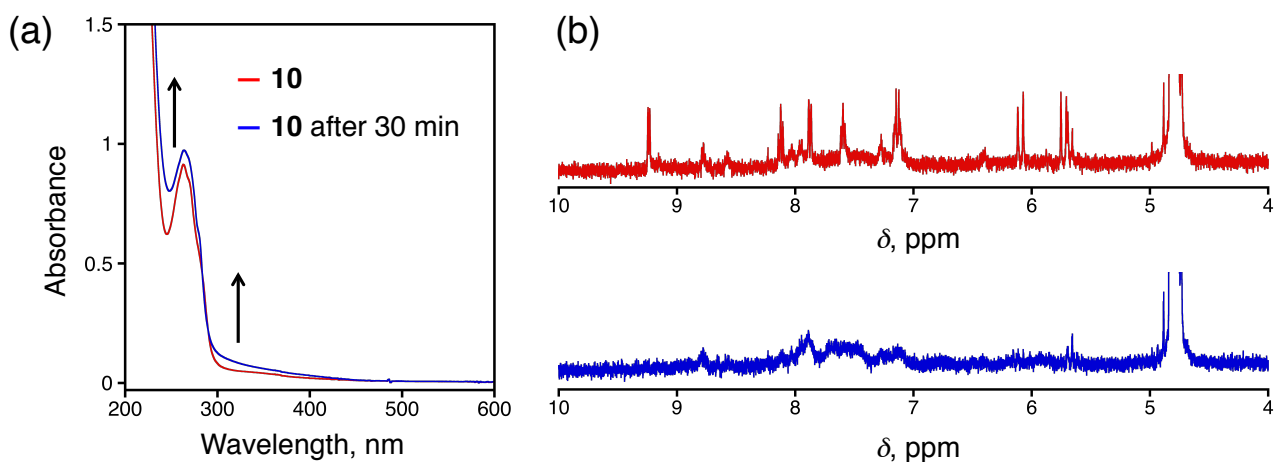 (a)
1.5
1
0.5
0
Absorbance
10
10 after 30 min
200 300 400 500 600
Wavelength, nm
(b)
10 9 8 7 6 5 4
δ, ppm
10 9 8 7 6 5 4
δ, ppm